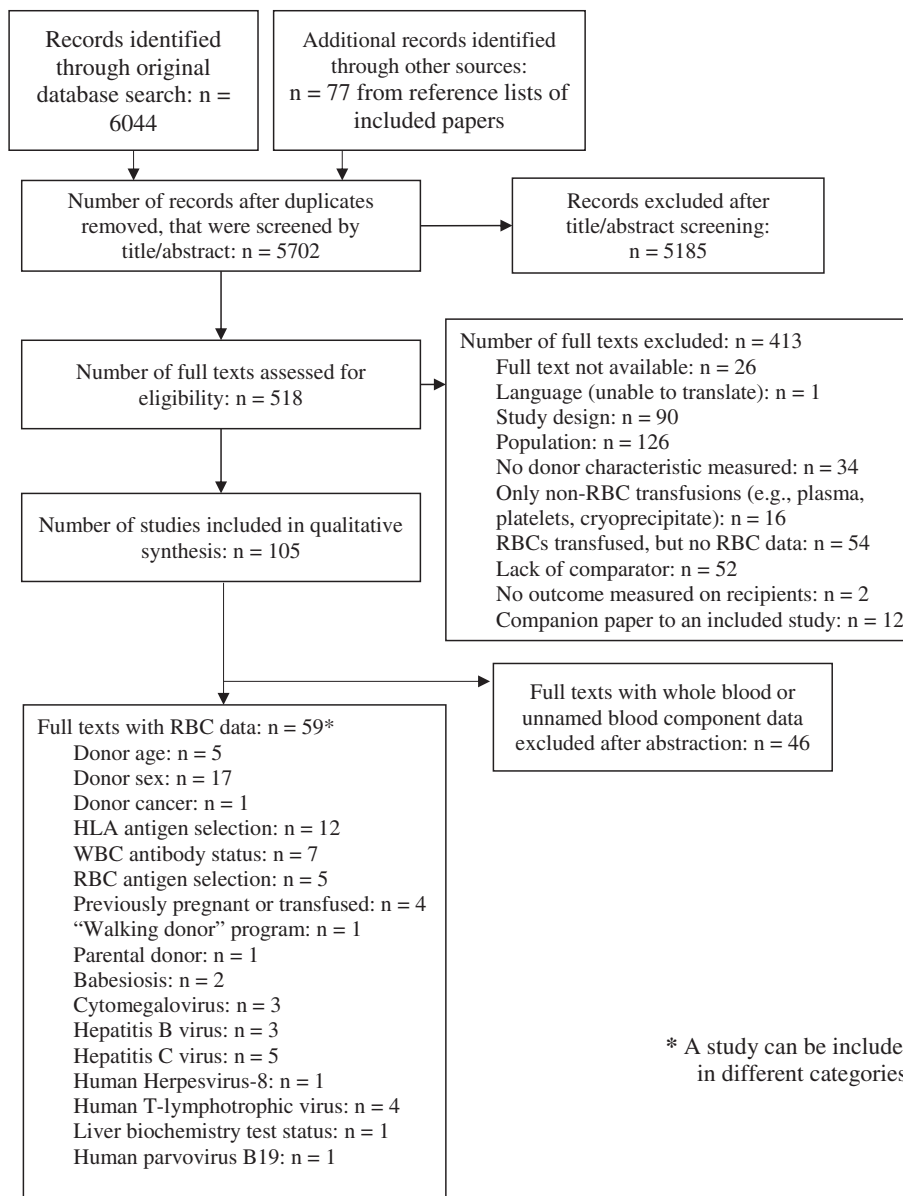 Records identified
through original
database search: n =
6044
Additional records identified
through other sources:
n = 77 from reference lists of
included papers
Number of records after duplicates
removed, that were screened by
title/abstract: n = 5702
Records excluded after
title/abstract screening:
n = 5185
Number of full texts assessed for
eligibility: n = 518
Number of full texts excluded: n = 413
Full text not available: n = 26
Language (unable to translate): n = 1
Study design: n = 90
Population: n = 126
No donor characteristic measured: n = 34
Only non-RBC transfusions (e.g., plasma,
platelets, cryoprecipitate): n = 16
RBCs transfused, but no RBC data: n = 54
Lack of comparator: n = 52
No outcome measured on recipients: n = 2
Companion paper to an included study: n = 12
Number of studies included in qualitative
synthesis: n = 105
Full texts with whole blood or
unnamed blood component data
excluded after abstraction: n = 46
Full texts with RBC data: n = 59*
Donor age: n = 5
Donor sex: n = 17
Donor cancer: n = 1
HLA antigen selection: n = 12
WBC antibody status: n = 7
RBC antigen selection: n = 5
Previously pregnant or transfused: n = 4
“Walking donor” program: n = 1
Parental donor: n = 1
Babesiosis: n = 2
Cytomegalovirus: n = 3
Hepatitis B virus: n = 3
Hepatitis C virus: n = 5
Human Herpesvirus-8: n = 1
Human T-lymphotrophic virus: n = 4
Liver biochemistry test status: n = 1
Human parvovirus B19: n = 1
* A study can be include
in different categories